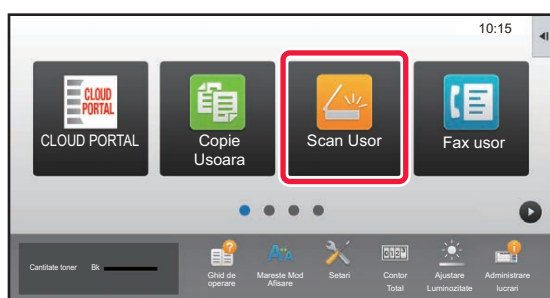 10:15
CLOUD
PORTAL
CLOUD PORTAL
Copie
Usoara
Scan Usor
Fax usor
Cantitate toner Bk
Ghid de
operare
Mareste Mod
Afisare
Setari
Contor
Total
Ajustare
Luminozitate
Administrare
lucrari